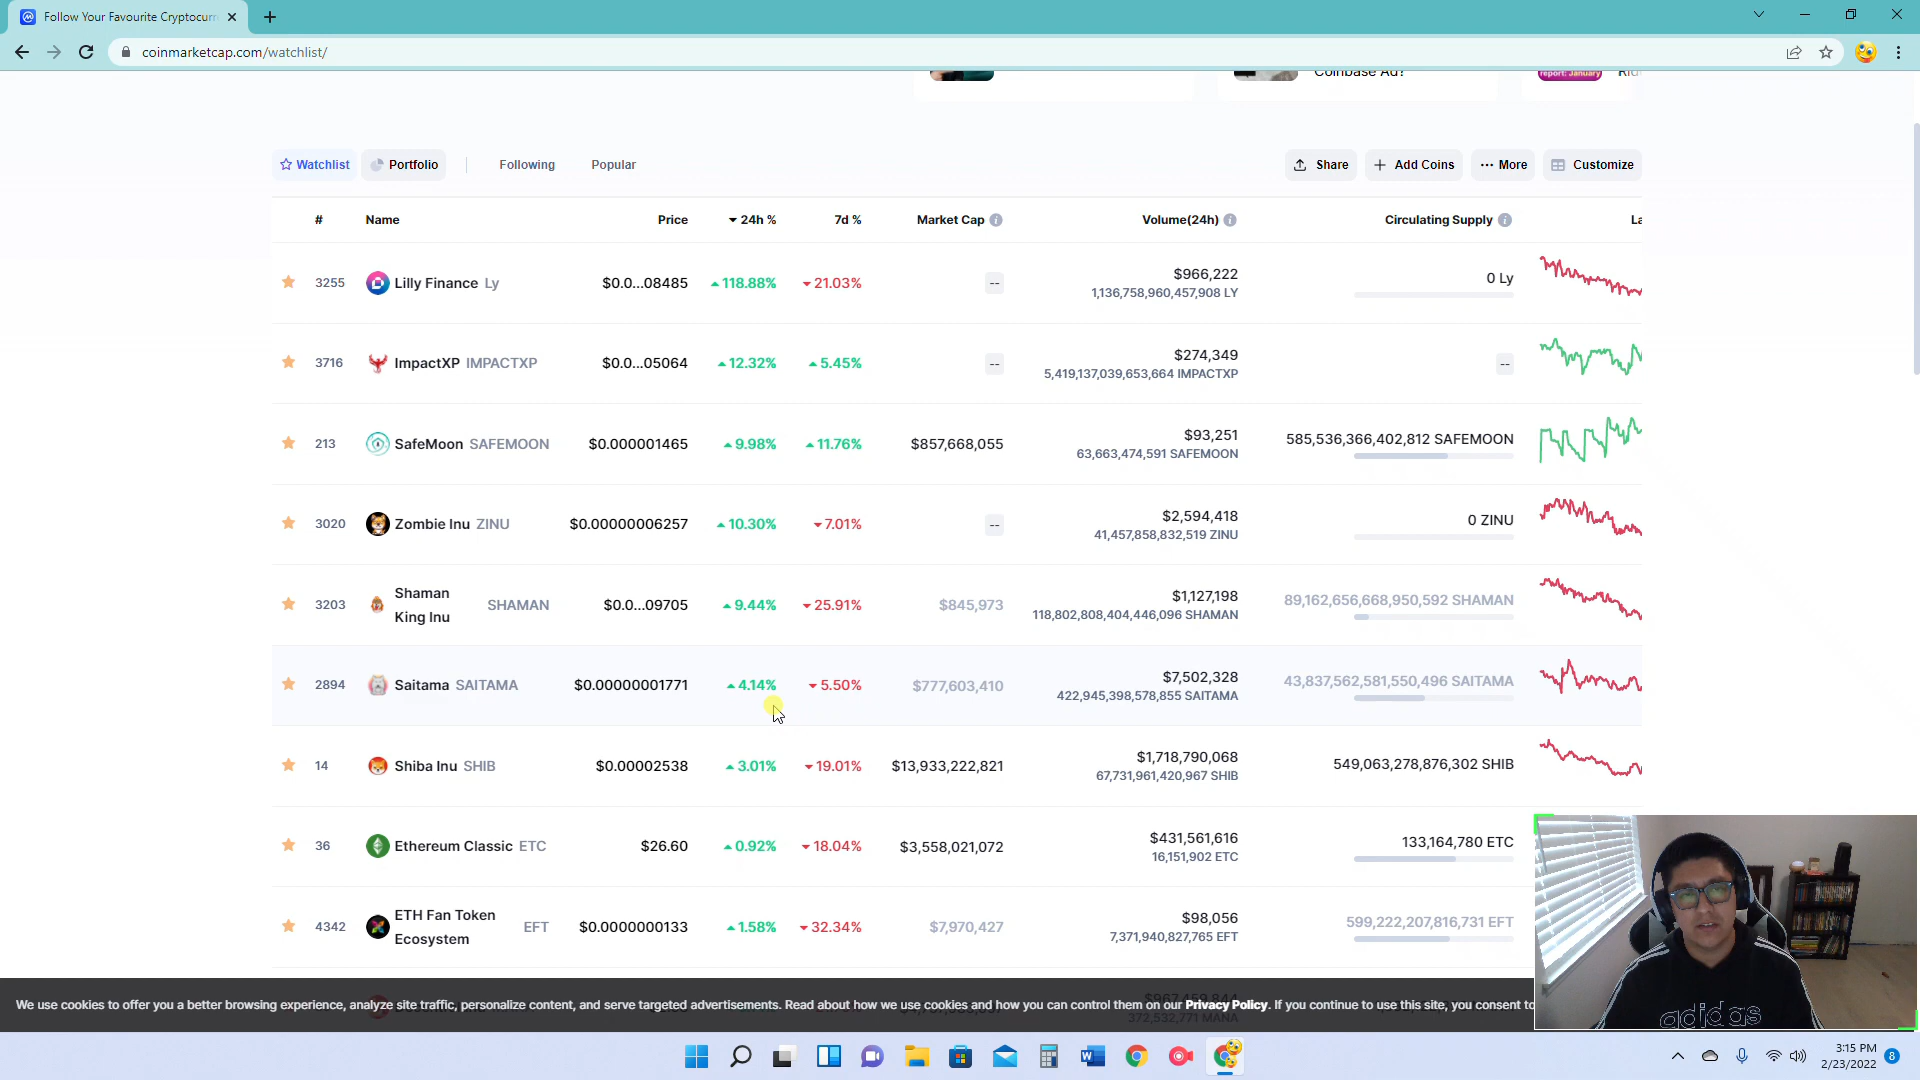 Follow Your Favourite Cryptocurr
coinmarketcap.com/watchlist/
Coinbase Ad?
report: January
Watchlist Portfolio Following Popular Share Add Coins More Customize
# Name Price 24h % 7d % Market Cap Volume(24h) Circulating Supply La
3255 Lilly Finance Ly $0.0...08485 118.88% 21.03% -- $966,222 0 Ly
1,136,758,960,457,908 LY
3716 ImpactXP IMPACTXP $0.0...05064 12.32% 5.45% -- $274,349 --
5,419,137,039,653,664 IMPACTXP
213 SafeMoon SAFEMOON $0.000001465 9.98% 11.76% $857,668,055 $93,251 585,536,366,402,812 SAFEMOON
63,663,474,591 SAFEMOON
3020 Zombie Inu ZINU $0.00000006257 10.30% 7.01% -- $2,594,418 0 ZINU
41,457,858,832,519 ZINU
3203 Shaman King Inu SHAMAN $0.0...09705 9.44% 25.91% $845,973 $1,127,198 89,162,656,668,950,592 SHAMAN
118,802,808,404,446,096 SHAMAN
2894 Saitama SAITAMA $0.00000001771 4.14% 5.50% $777,603,410 $7,502,328 43,837,562,581,550,496 SAITAMA
422,945,398,578,855 SAITAMA
14 Shiba Inu SHIB $0.00002538 3.01% 19.01% $13,933,222,821 $1,718,790,068 549,063,278,876,302 SHIB
67,731,961,420,967 SHIB
36 Ethereum Classic ETC $26.60 0.92% 18.04% $3,558,021,072 $431,561,616 133,164,780 ETC
16,151,902 ETC
4342 ETH Fan Token Ecosystem EFT $0.0000000133 1.58% 32.34% $7,970,427 $98,056 599,222,207,816,731 EFT
7,371,940,827,765 EFT
We use cookies to offer you a better browsing experience, analyze site traffic, personalize content, and serve targeted advertisements. Read about how we use cookies and how you can control them on our Privacy Policy. If you continue to use this site, you consent to
372,532,771 MANA
adidas
3:15 PM
2/23/2022 8